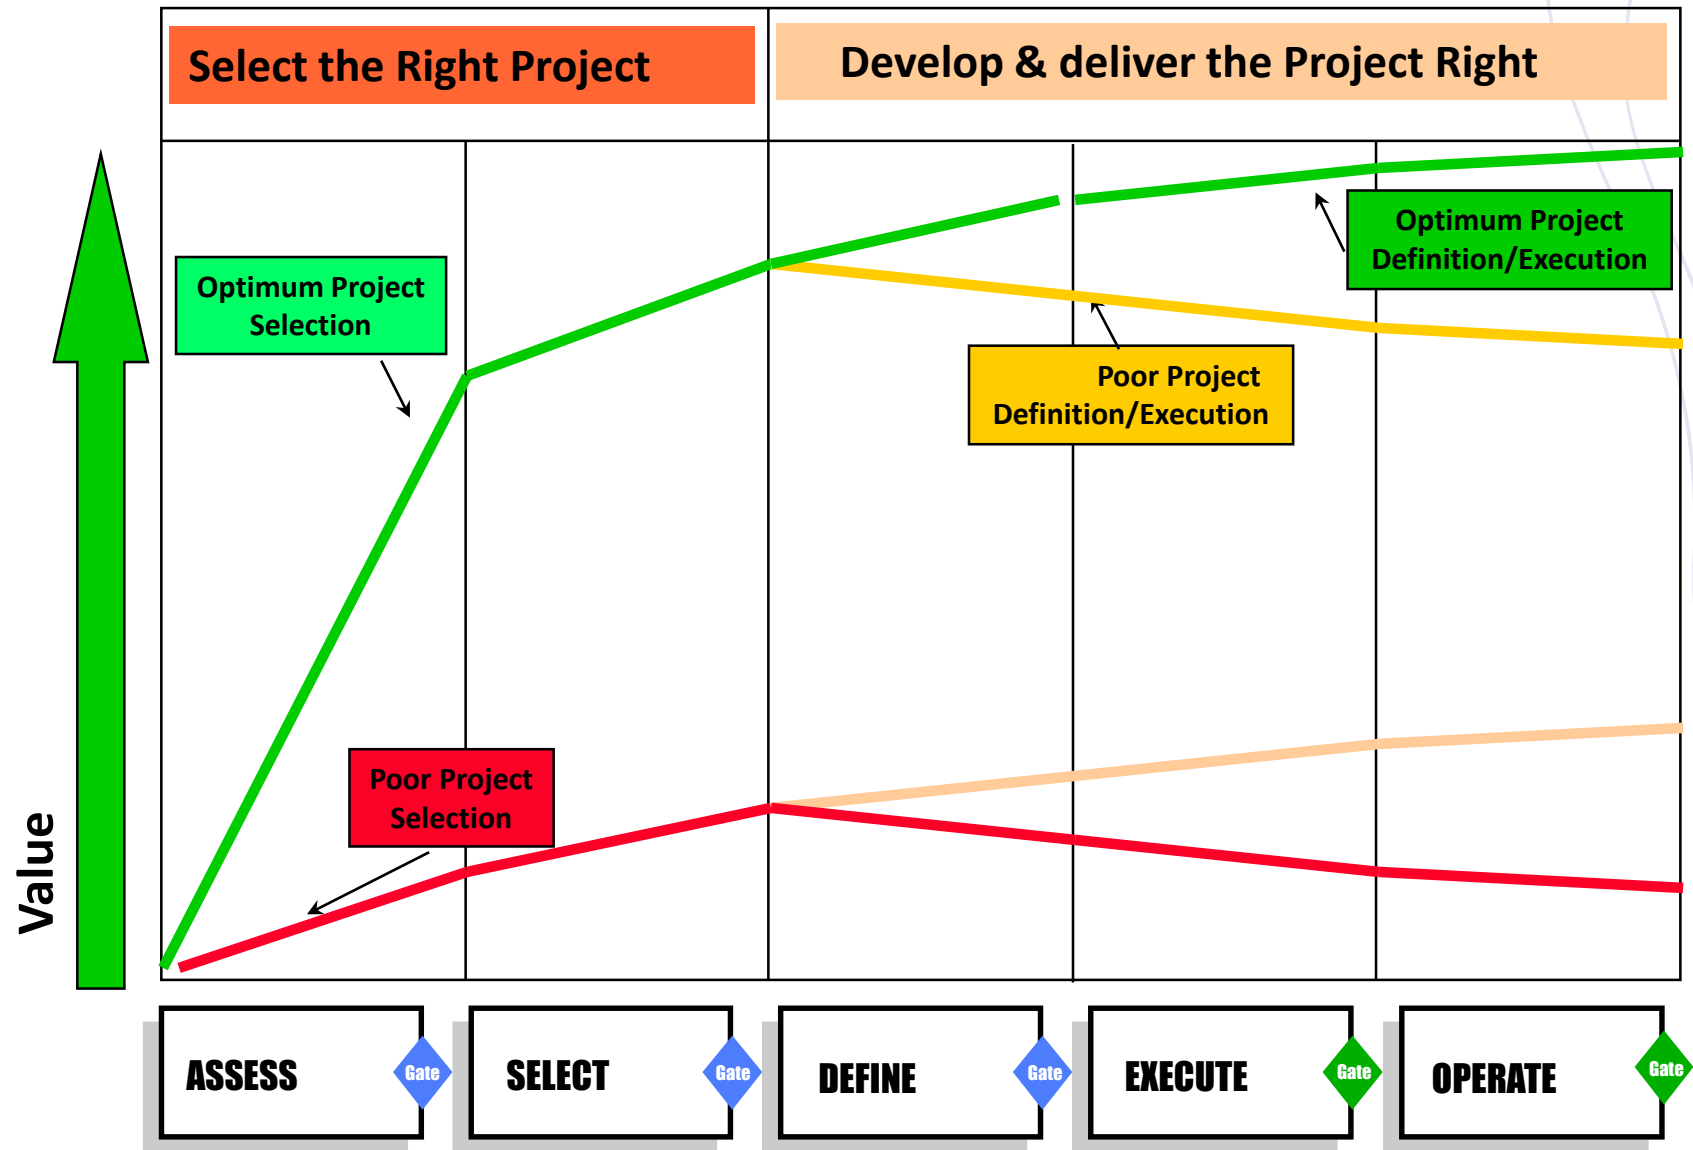 Select the Right Project
Develop & deliver the Project Right
Optimum Project
Selection
Optimum Project
Definition/Execution
Poor Project
Definition/Execution
Poor Project
Selection
Value
ASSESS
Gate
SELECT
Gate
DEFINE
Gate
EXECUTE
Gate
OPERATE
Gate